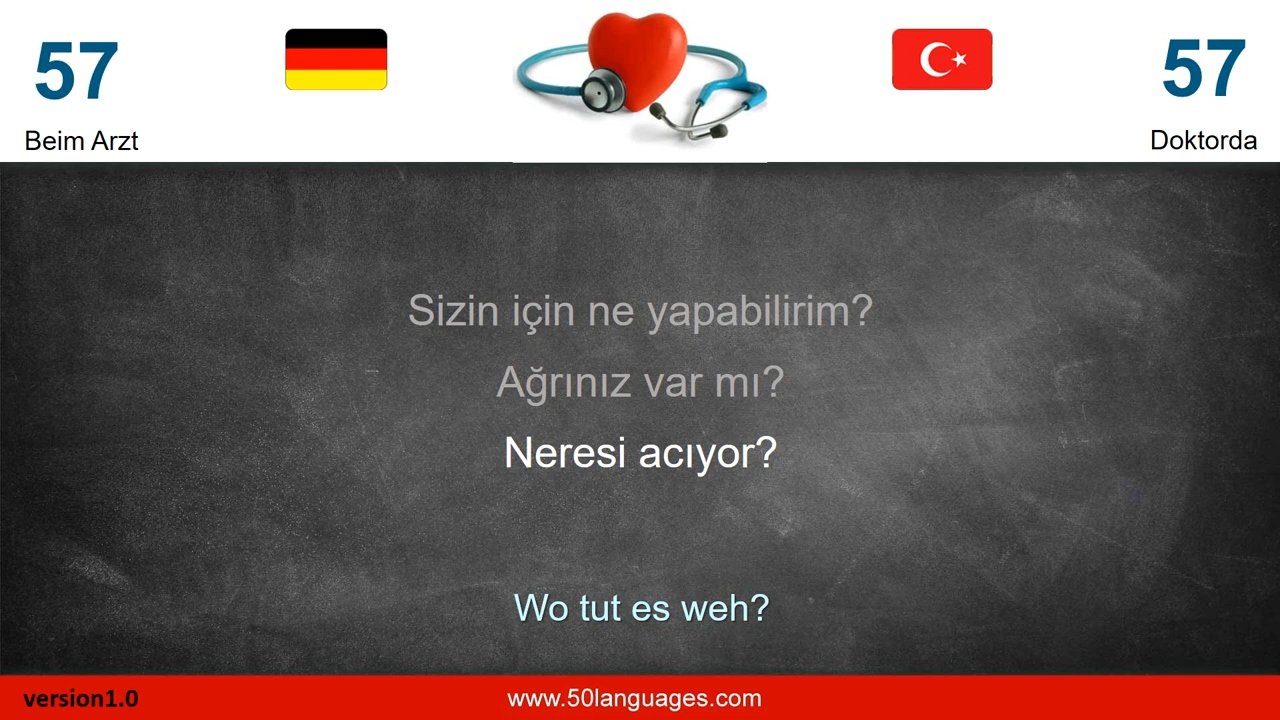 57
57
Beim Arzt
Doktorda
Sizin için ne yapabilirim?
Ağrınız var mı?
Neresi acıyor?
Wo tut es weh?
version1.0
www.50languages.com